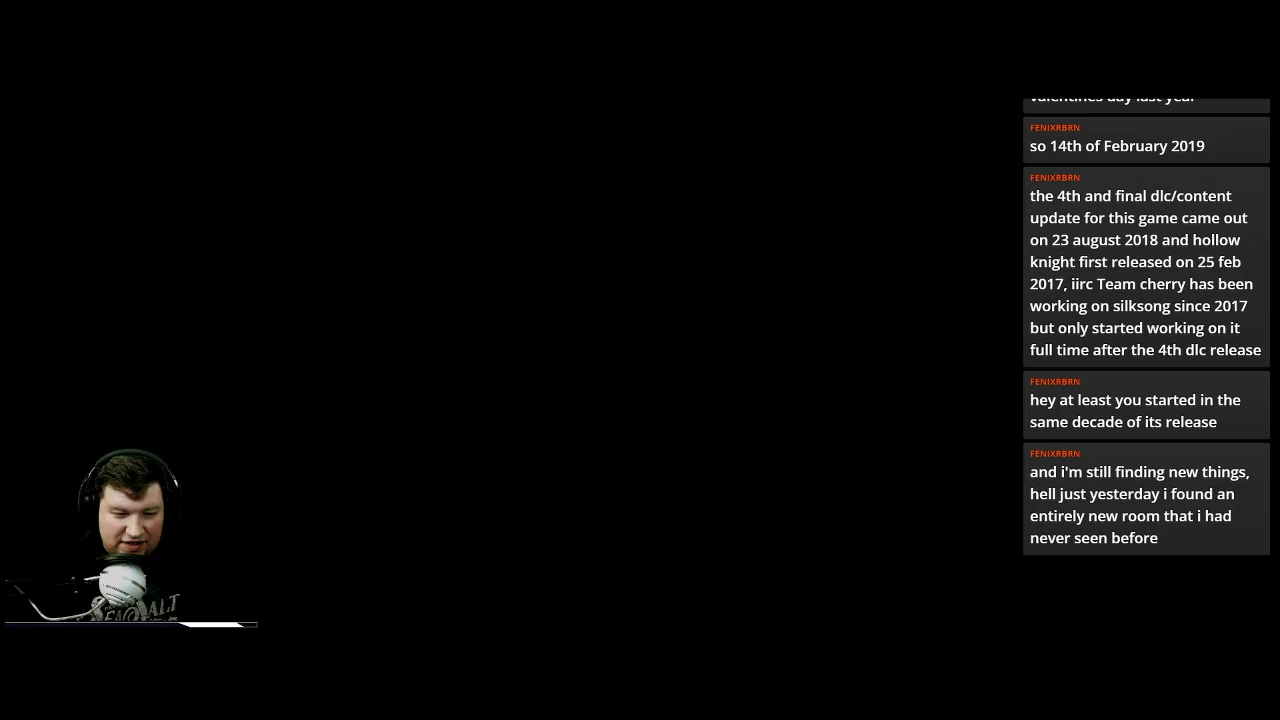 valentines day last year
FENIXRBRN
so 14th of February 2019
FENIXRBRN
the 4th and final dlc/content
update for this game came out
on 23 august 2018 and hollow
knight first released on 25 feb
2017, iirc Team cherry has been
working on silksong since 2017
but only started working on it
full time after the 4th dlc release
FENIXRBRN
hey at least you started in the
same decade of its release
FENIXRBRN
and i'm still finding new things,
hell just yesterday i found an
entirely new room that i had
never seen before